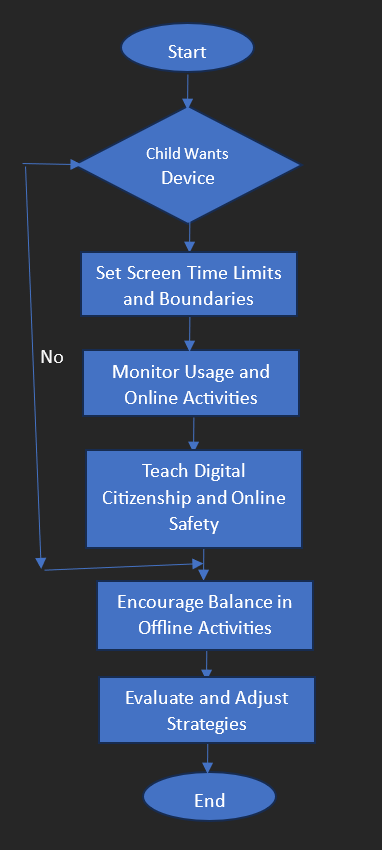 Start
Child Wants
Device
Set Screen Time Limits
and Boundaries
No
Monitor Usage and
Online Activities
Teach Digital
Citizenship and Online
Safety
Encourage Balance in
Offline Activities
Evaluate and Adjust
Strategies
End